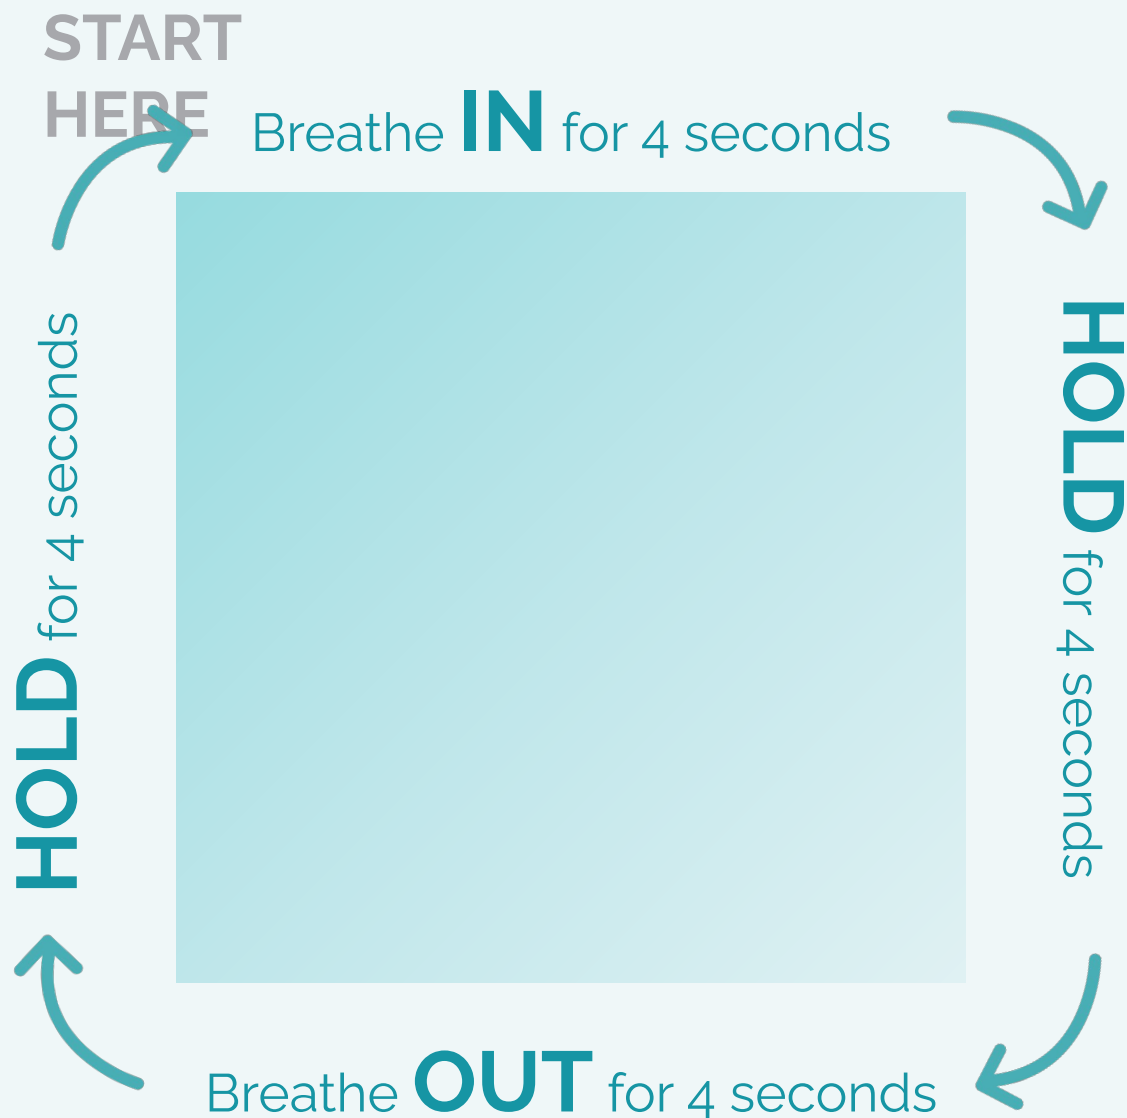 START
HERE
Breathe IN for 4 seconds
HOLD for 4 seconds
Breathe OUT for 4 seconds
HOLD for 4 seconds